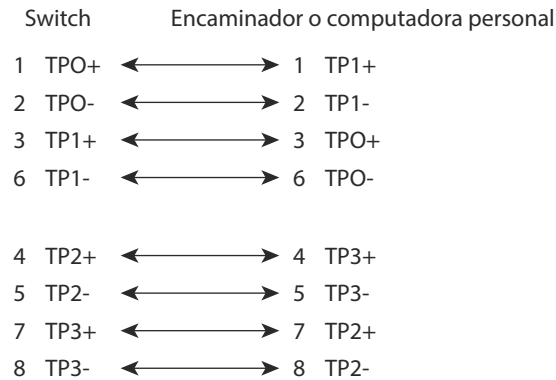 Switch Encaminador o computadora personal
1 TPO+ 1 TP1+
2 TPO- 2 TP1-
3 TP1+ 3 TPO+
6 TP1- 6 TPO-
4 TP2+ 4 TP3+
5 TP2- 5 TP3-
7 TP3+ 7 TP2+
8 TP3- 8 TP2-